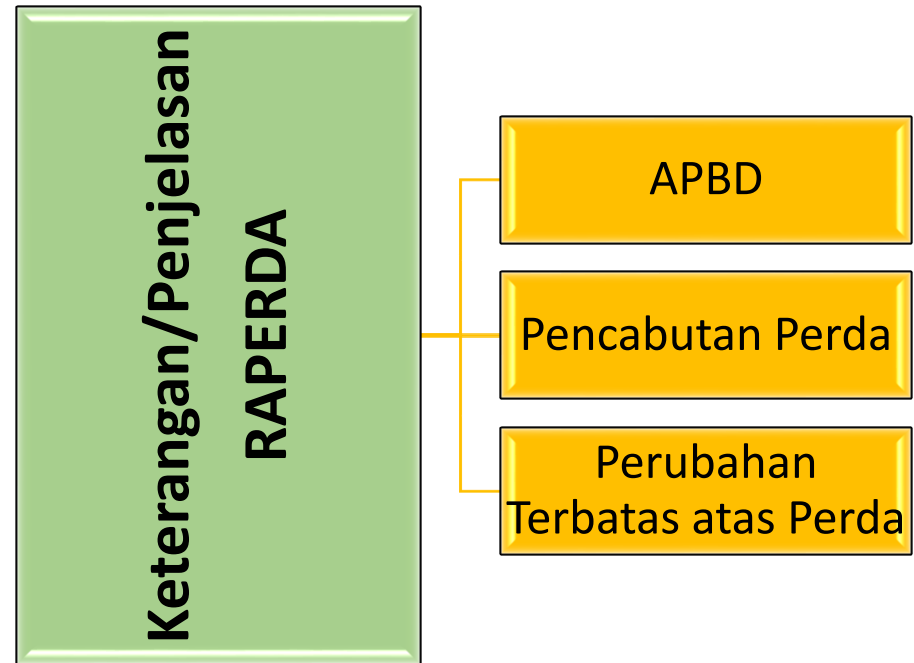 Keterangan/Penjelasan
RAPERDA
APBD
Pencabutan Perda
Perubahan
Terbatas atas Perda